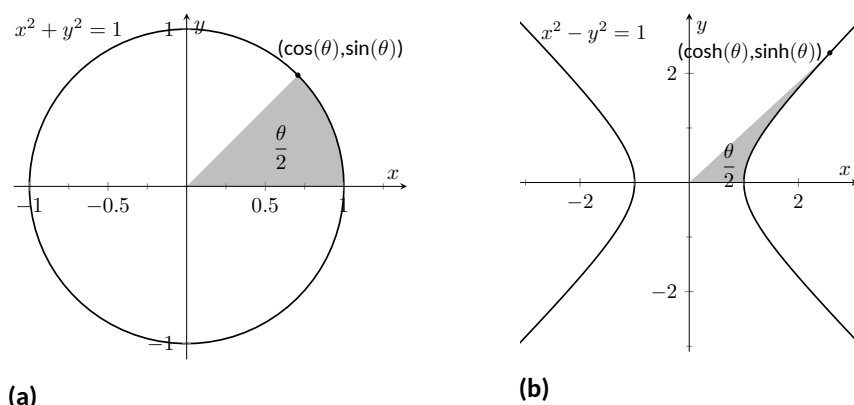 x² + y² = 1
1
y
(cos(θ),sin(θ))
θ/2
x
−1
−0.5
0.5
1
−1
(a)
x² − y² = 1
y
(cosh(θ),sinh(θ))
2
θ/2
x
−2
2
−2
(b)